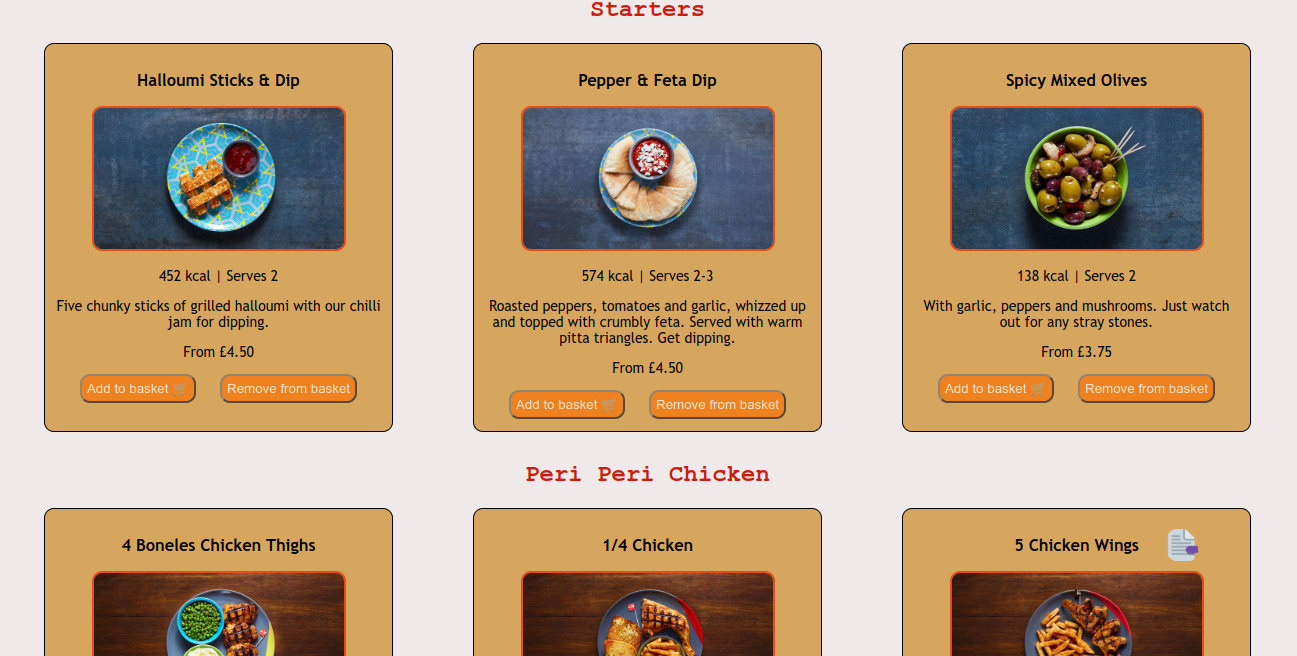 Starters
Halloumi Sticks & Dip
452 kcal | Serves 2
Five chunky sticks of grilled halloumi with our chilli
jam for dipping.
From £4.50
Add to basket 🛒 Remove from basket
Pepper & Feta Dip
574 kcal | Serves 2-3
Roasted peppers, tomatoes and garlic, whizzed up
and topped with crumbly feta. Served with warm
pitta triangles. Get dipping.
From £4.50
Add to basket 🛒 Remove from basket
Spicy Mixed Olives
138 kcal | Serves 2
With garlic, peppers and mushrooms. Just watch
out for any stray stones.
From £3.75
Add to basket 🛒 Remove from basket
Peri Peri Chicken
4 Boneles Chicken Thighs
1/4 Chicken
5 Chicken Wings